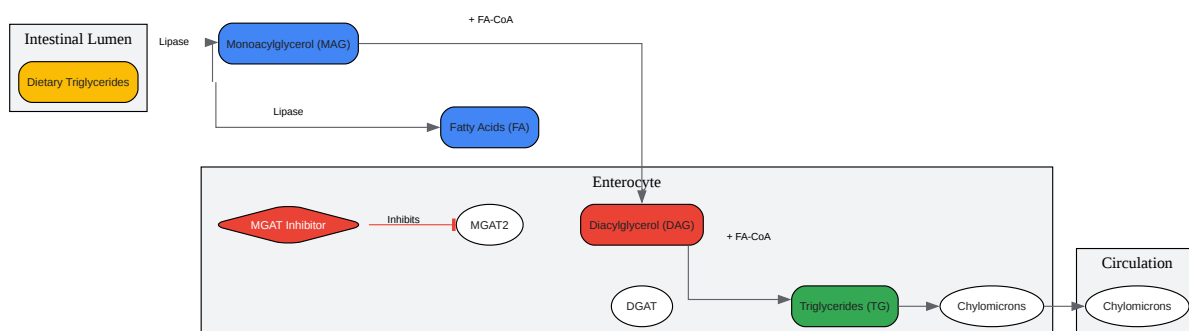 + FA-CoA
Intestinal Lumen
Lipase
Monoacylglycerol (MAG)
Dietary Triglycerides
Lipase
Fatty Acids (FA)
Enterocyte
MGAT Inhibitor
Inhibits
MGAT2
Diacylglycerol (DAG)
+ FA-CoA
Circulation
DGAT
Triglycerides (TG)
Chylomicrons
Chylomicrons